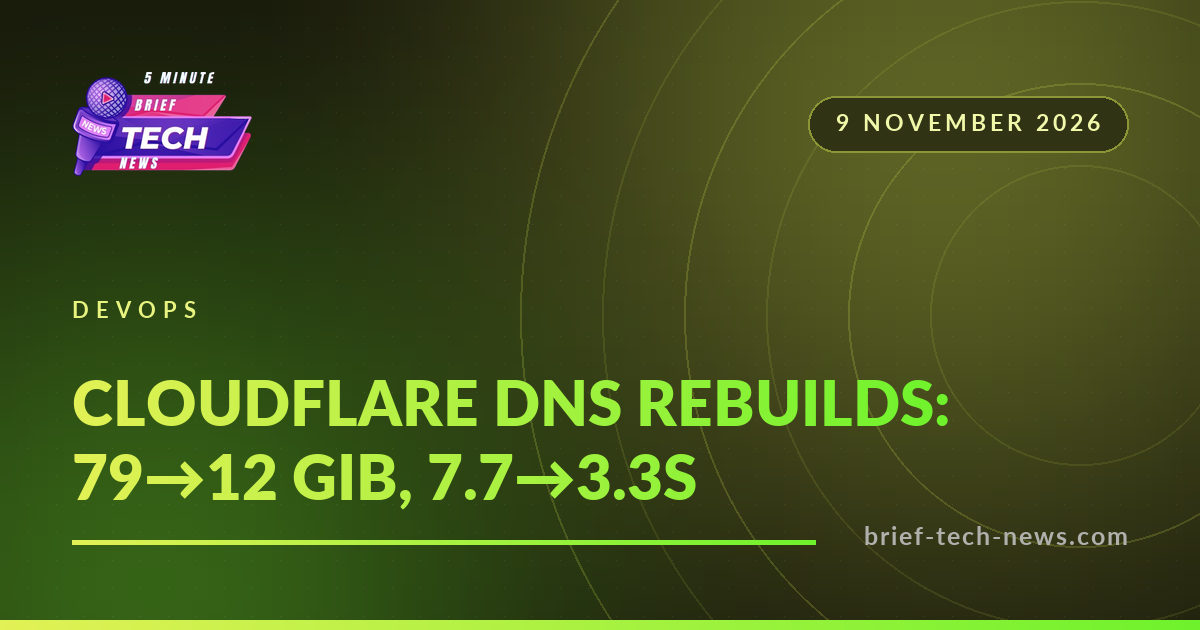 5 MINUTE
BRIEF
NEWS
TECH
NEWS
9 NOVEMBER 2026
DEVOPS
CLOUDFLARE DNS REBUILDS:
79→12 GIB, 7.7→3.3S
brief-tech-news.com